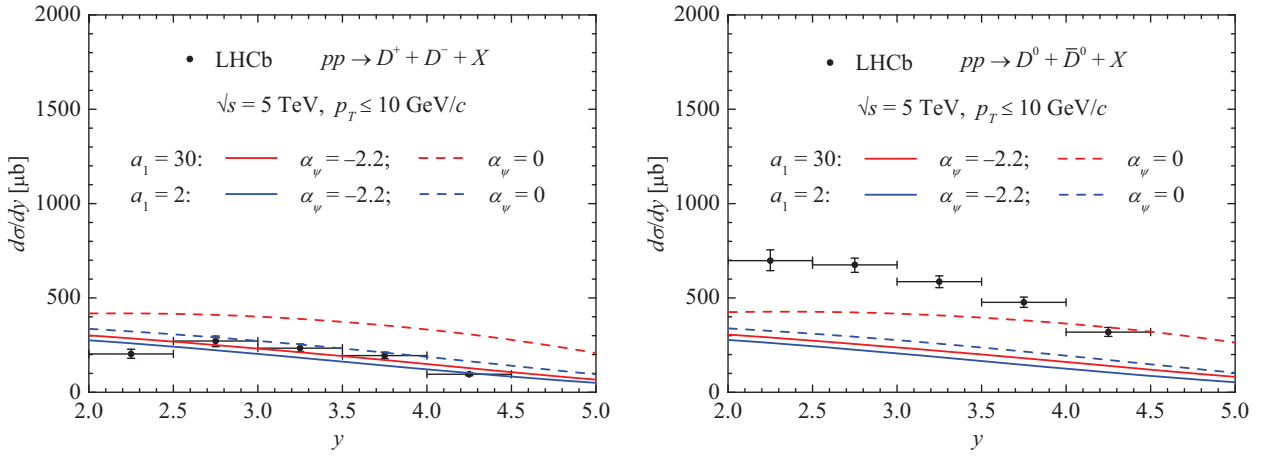 2000
1500
1000
500
0
dσ/dy [μb]
LHCb pp → D⁺ + D⁻ + X
√s = 5 TeV, p_T ≤ 10 GeV/c
a₁ = 30: α_ψ = –2.2; α_ψ = 0
a₁ = 2: α_ψ = –2.2; α_ψ = 0
2.0 2.5 3.0 3.5 4.0 4.5 5.0
y
2000
1500
1000
500
0
dσ/dy [μb]
LHCb pp → D⁰ + D̄⁰ + X
√s = 5 TeV, p_T ≤ 10 GeV/c
a₁ = 30: α_ψ = –2.2; α_ψ = 0
a₁ = 2: α_ψ = –2.2; α_ψ = 0
2.0 2.5 3.0 3.5 4.0 4.5 5.0
y